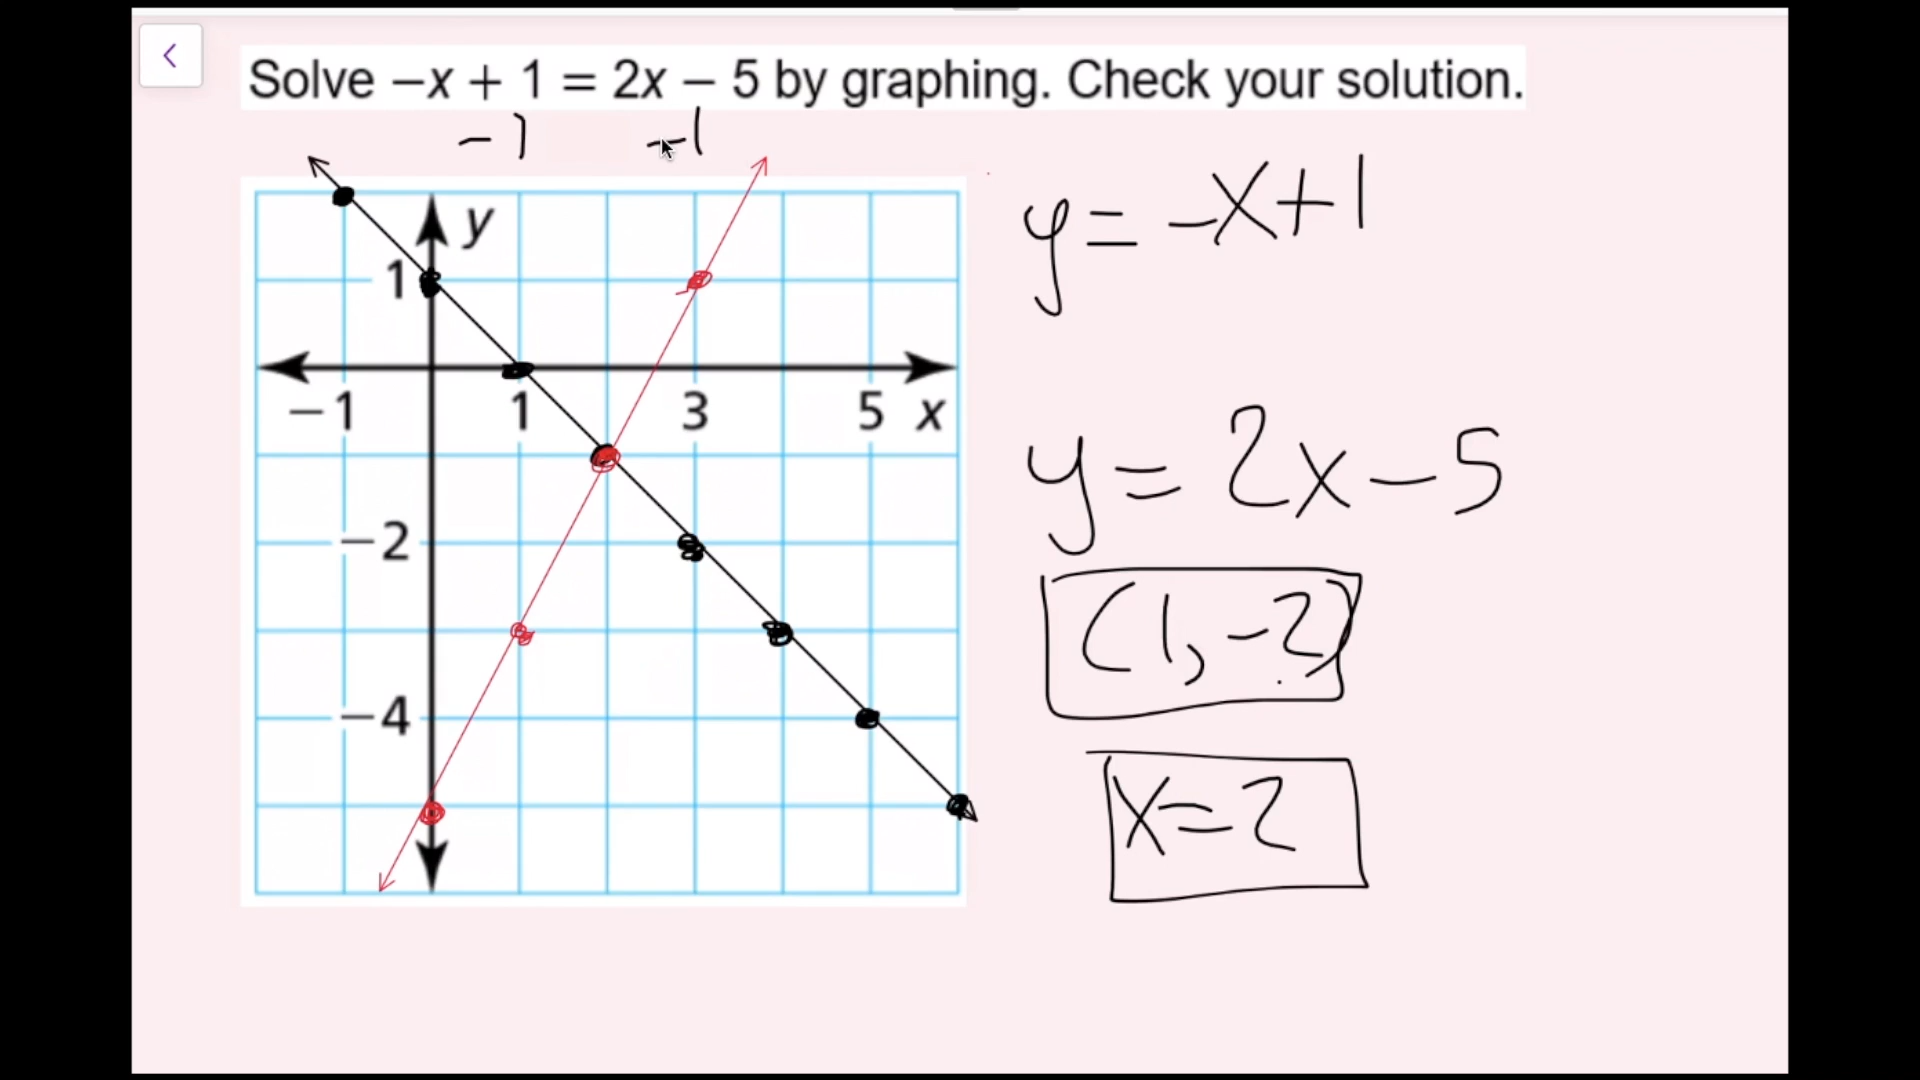 Solve −x + 1 = 2x − 5 by graphing. Check your solution.
−1 −1
y
1
−1 1 3 5 x
−2
−4
y = −x+1
y = 2x−5
(1, −2)
x=2